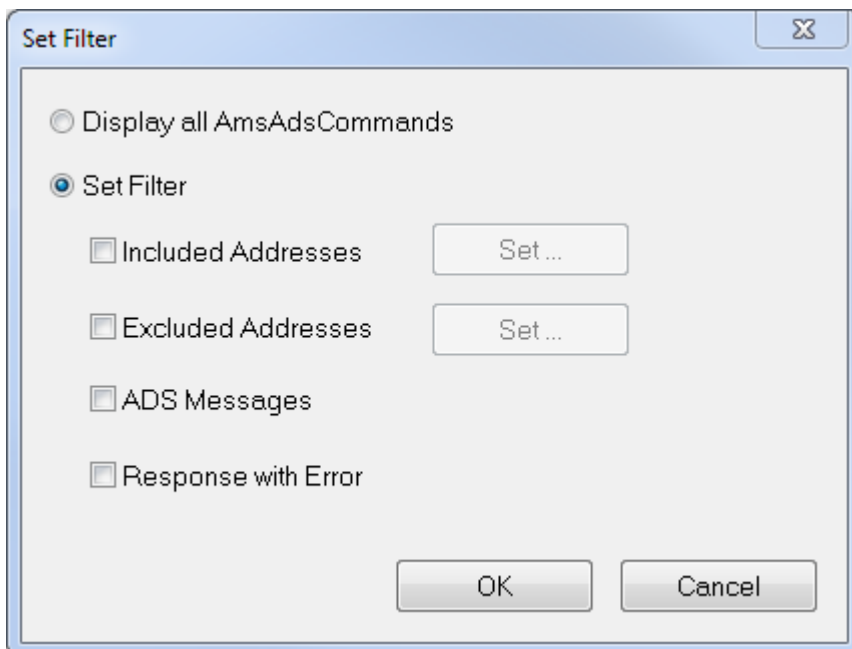 Set Filter
Display all AmsAdsCommands
Set Filter
Included Addresses Set ...
Excluded Addresses Set ...
ADS Messages
Response with Error
OK Cancel